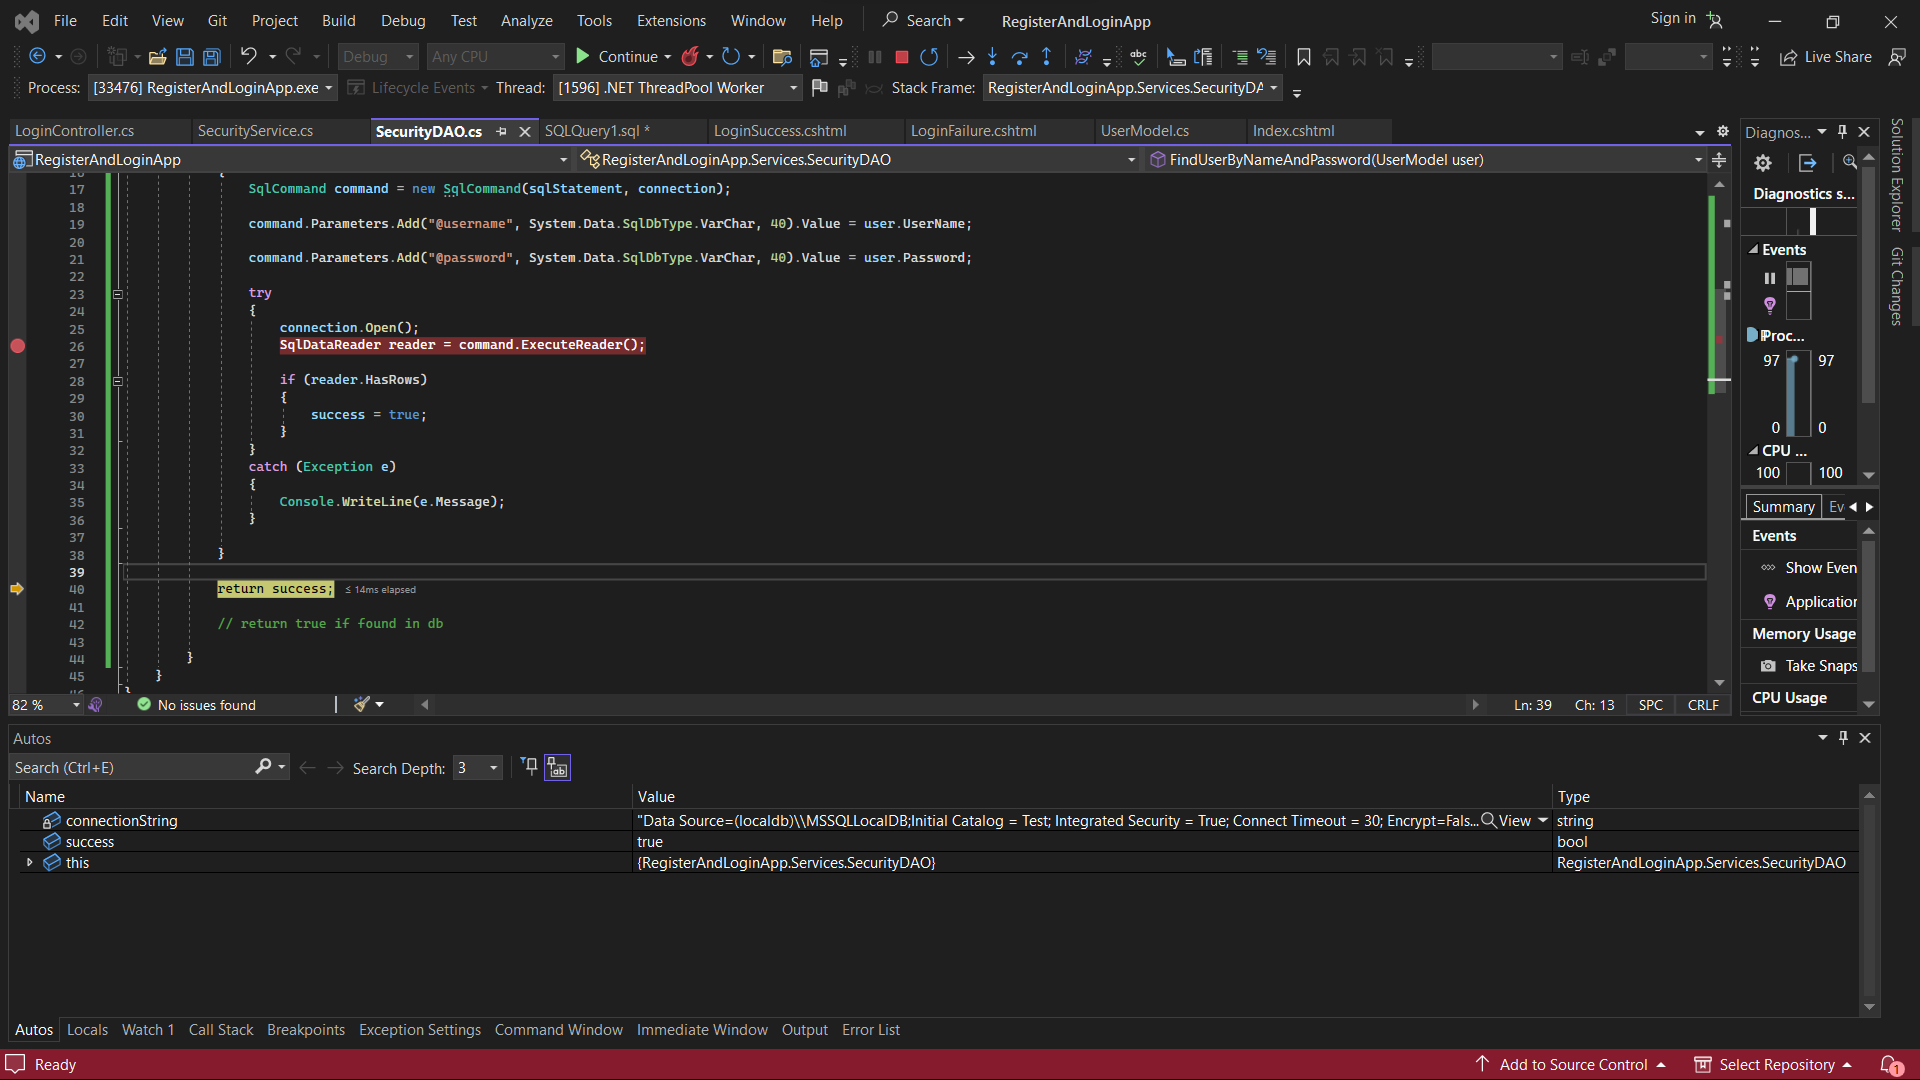 File Edit View Git Project Build Debug Test Analyze Tools Extensions Window Help Search RegisterAndLoginApp Sign in
Debug Any CPU Continue Live Share
Process: [33476] RegisterAndLoginApp.exe Lifecycle Events Thread: [1596] .NET ThreadPool Worker Stack Frame: RegisterAndLoginApp.Services.SecurityDA
LoginController.cs SecurityService.cs SecurityDAO.cs SQLQuery1.sql * LoginSuccess.cshtml LoginFailure.cshtml UserModel.cs Index.cshtml
RegisterAndLoginApp RegisterAndLoginApp.Services.SecurityDAO FindUserByNameAndPassword(UserModel user)
17 SqlCommand command = new SqlCommand(sqlStatement, connection);
18
19 command.Parameters.Add("@username", System.Data.SqlDbType.VarChar, 40).Value = user.UserName;
20
21 command.Parameters.Add("@password", System.Data.SqlDbType.VarChar, 40).Value = user.Password;
22
23 try
24 {
25 connection.Open();
26 SqlDataReader reader = command.ExecuteReader();
27
28 if (reader.HasRows)
29 {
30 success = true;
31 }
32 }
33 catch (Exception e)
34 {
35 Console.WriteLine(e.Message);
36 }
37
38 }
39
40 return success; ≤ 14ms elapsed
41
42 // return true if found in db
43
44 }
45 }
}
82 % No issues found Ln: 39 Ch: 13 SPC CRLF
Diagnos...
Diagnostics s...
Events
Proc...
97 97
0 0
CPU ...
100 100
Summary Ev
Events
Show Even
Application
Memory Usage
Take Snaps
CPU Usage
Solution Explorer
Git Changes
Autos
Search (Ctrl+E) Search Depth: 3
Name Value Type
connectionString "Data Source=(localdb)\\MSSQLLocalDB;Initial Catalog = Test; Integrated Security = True; Connect Timeout = 30; Encrypt=Fals... View string
success true bool
this {RegisterAndLoginApp.Services.SecurityDAO} RegisterAndLoginApp.Services.SecurityDAO
Autos Locals Watch 1 Call Stack Breakpoints Exception Settings Command Window Immediate Window Output Error List
Ready Add to Source Control Select Repository 1